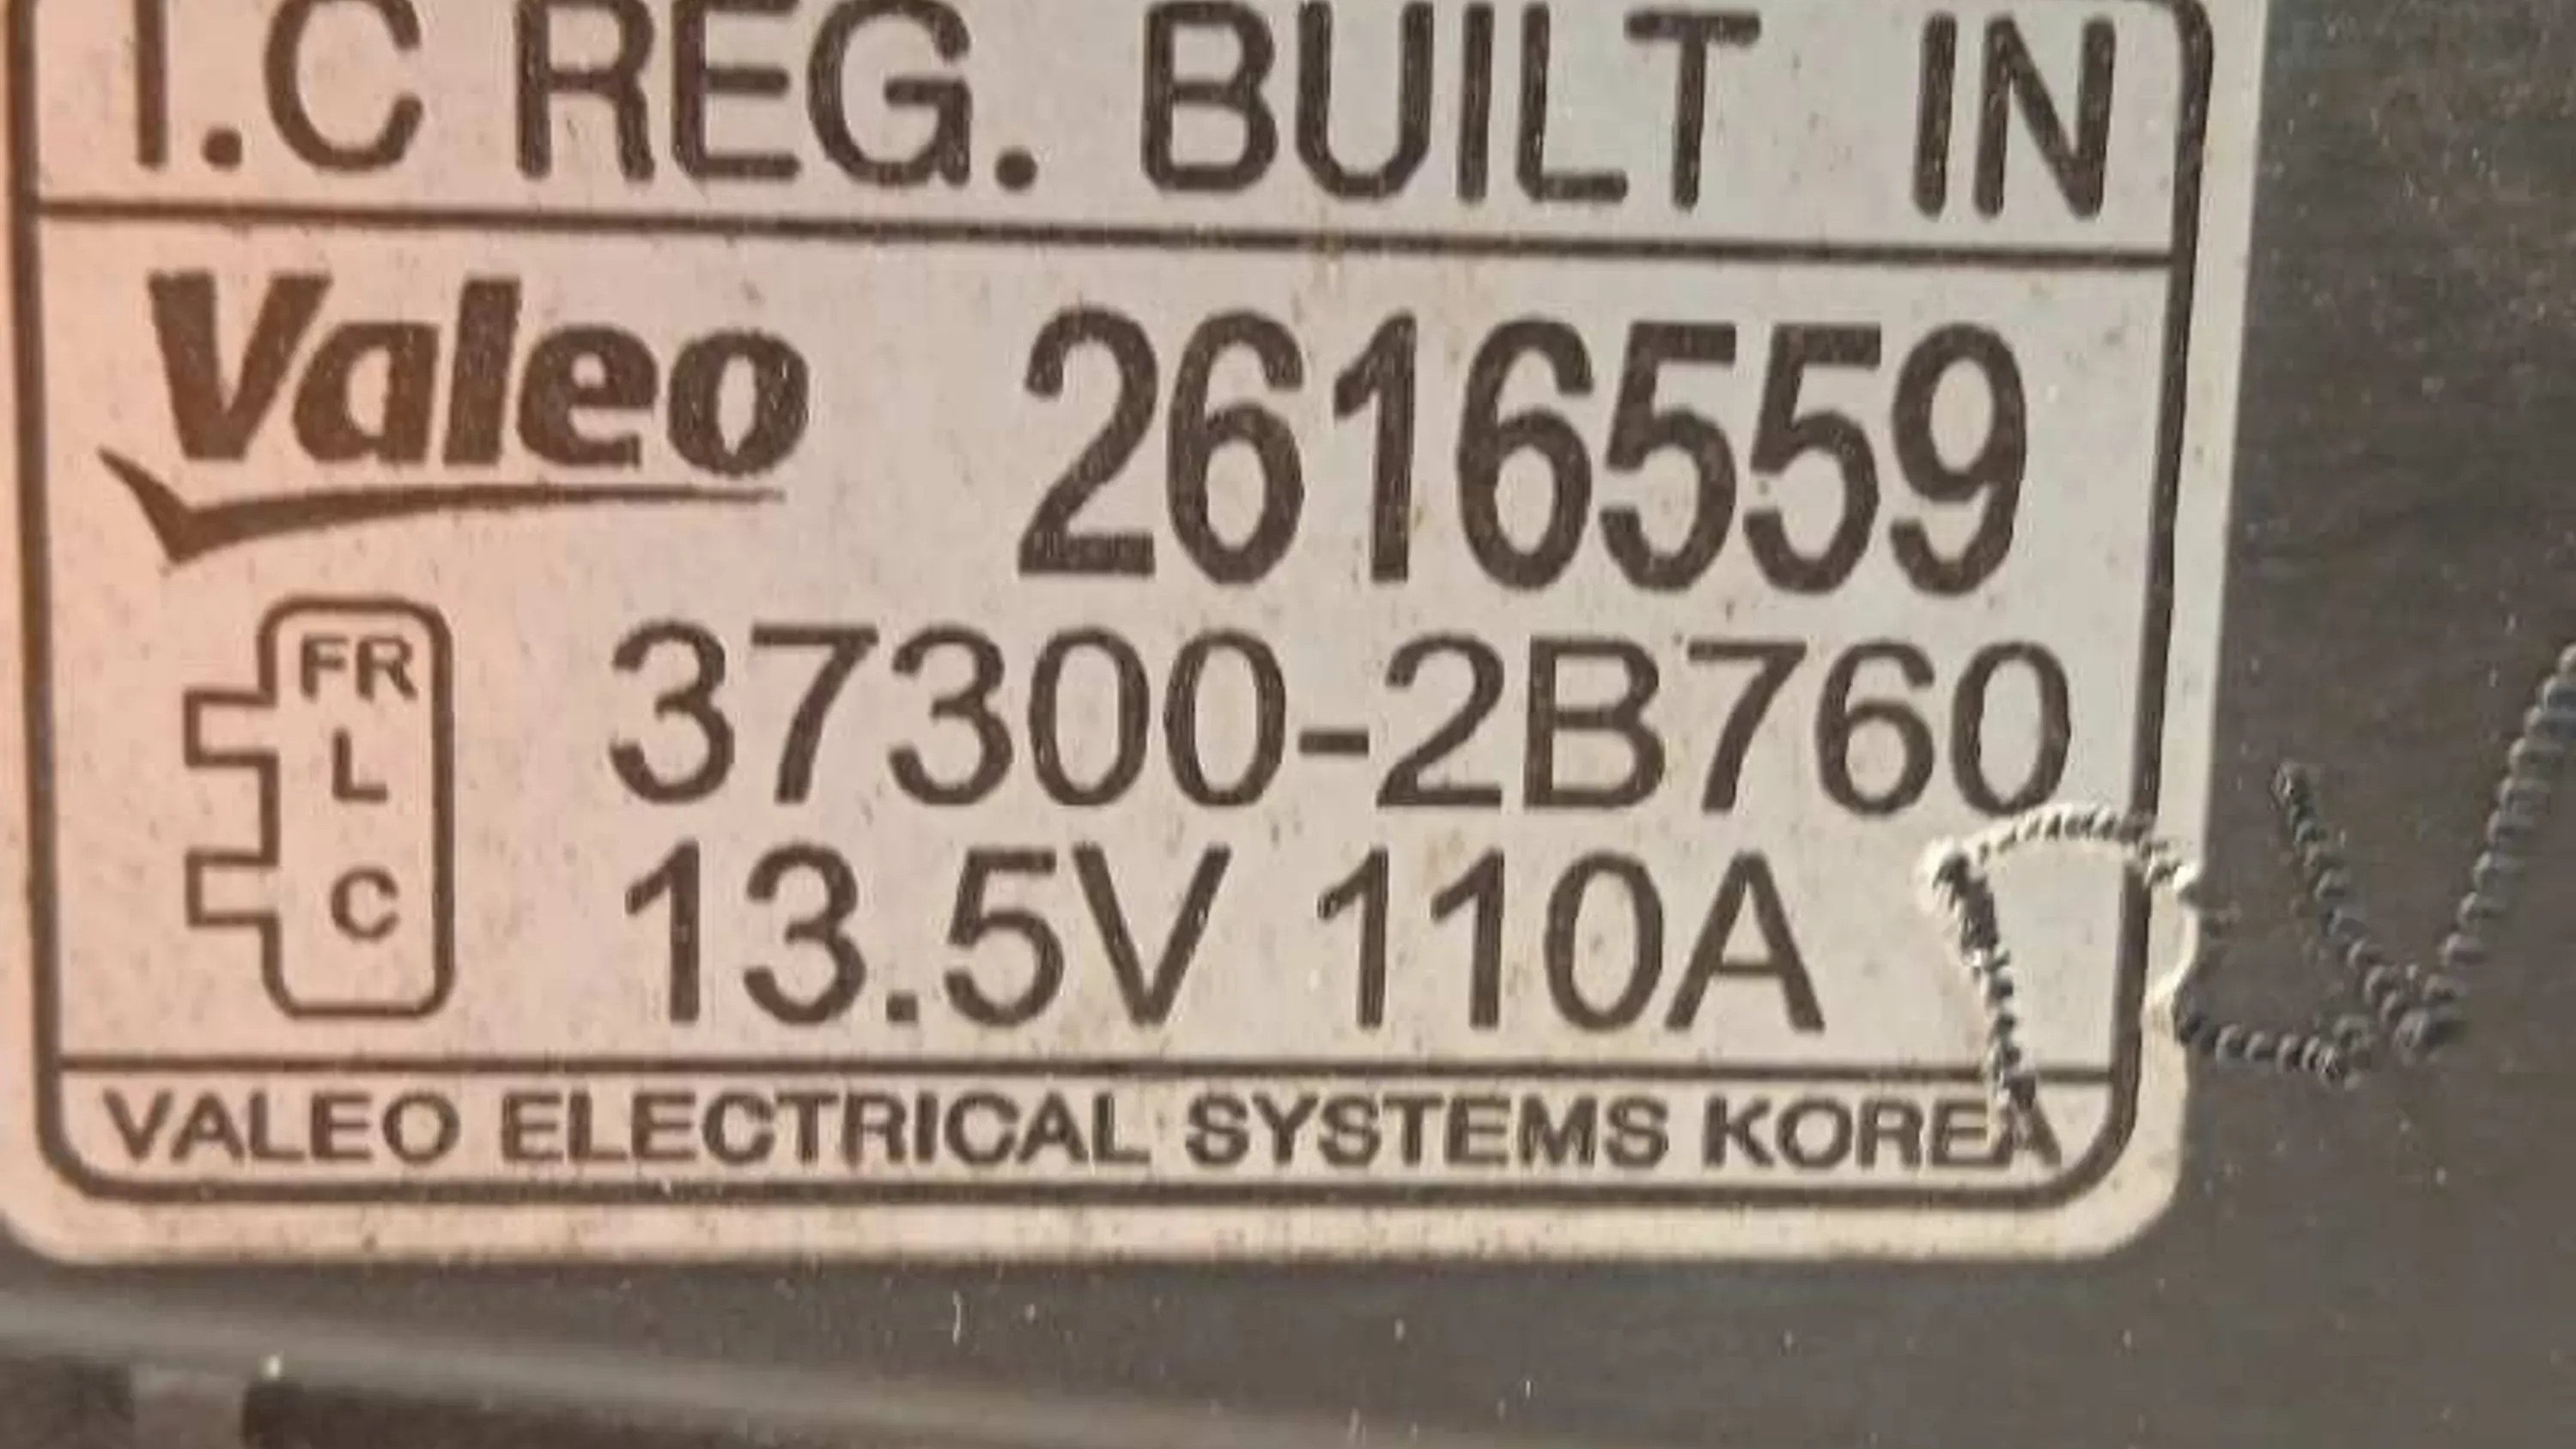 I.C REG. BUILT IN
Valeo 2616559
FR
L
C
37300-2B760
13.5V 110A
VALEO ELECTRICAL SYSTEMS KOREA